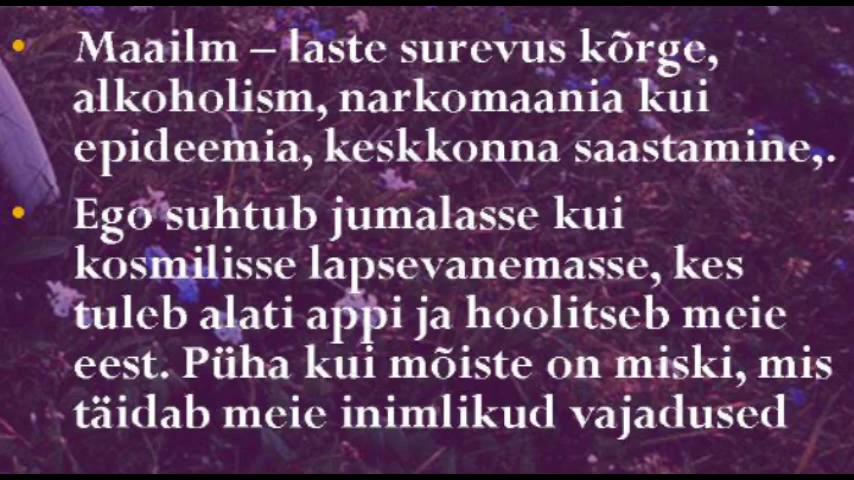 • Maailm – laste surevus kõrge,
alkoholism, narkomaania kui
epideemia, keskkonna saastamine,.
• Ego suhtub jumalasse kui
kosmilisse lapsevanemasse, kes
tuleb alati appi ja hoolitseb meie
eest. Püha kui mõiste on miski, mis
täidab meie inimlikud vajadused